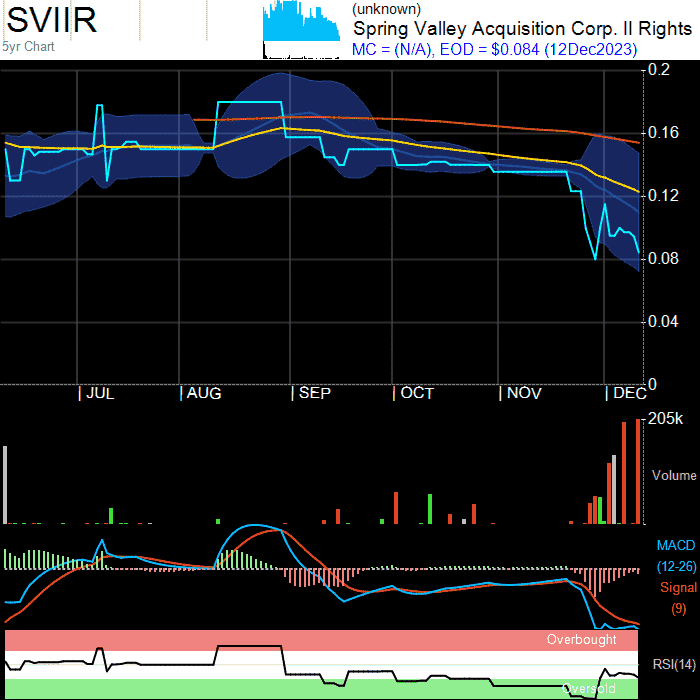 SVIIR
5yr Chart
(unknown)
Spring Valley Acquisition Corp. II Rights
MC = (N/A), EOD = $0.084 (12Dec2023)
0.2
0.16
0.12
0.08
0.04
0
JUL AUG SEP OCT NOV DEC
205k
Volume
MACD
(12-26)
Signal
(9)
Overbought
RSI(14)
Oversold